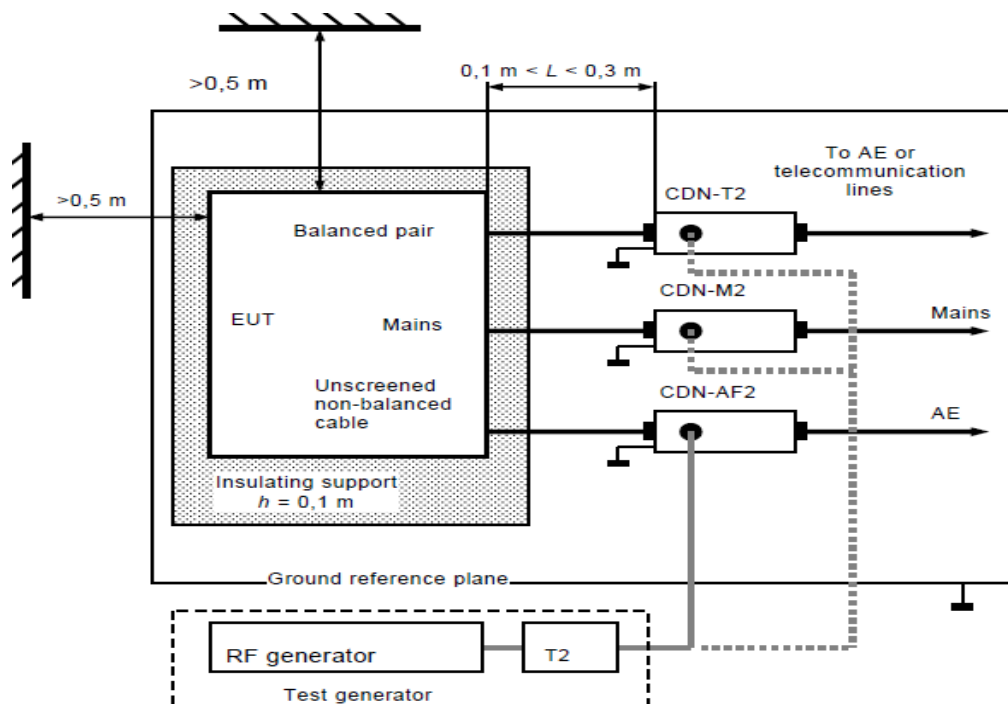 >0,5 m
0,1 m < L < 0,3 m
>0,5 m
To AE or
telecommunication
lines
CDN-T2
Balanced pair
CDN-M2
EUT
Mains
Mains
Unscreened
non-balanced
cable
CDN-AF2
AE
Insulating support
h = 0,1 m
Ground reference plane
RF generator
T2
Test generator